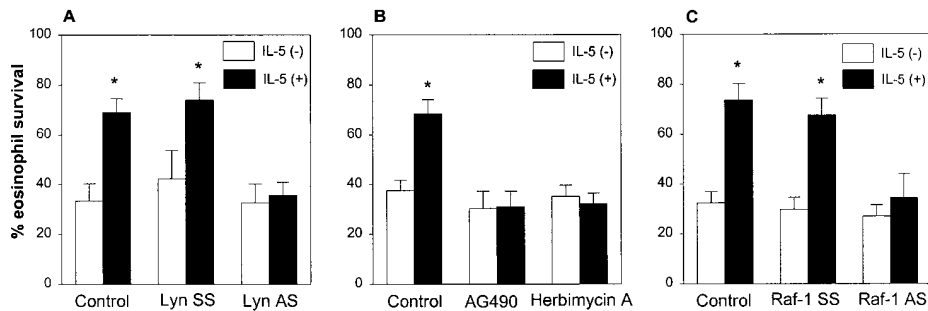 A
% eosinophil survival
100
80
60
40
20
0
IL-5 (-)
IL-5 (+)
*
*
Control
Lyn SS
Lyn AS
B
100
80
60
40
20
0
IL-5 (-)
IL-5 (+)
*
Control
AG490
Herbimycin A
C
100
80
60
40
20
0
IL-5 (-)
IL-5 (+)
*
*
Control
Raf-1 SS
Raf-1 AS